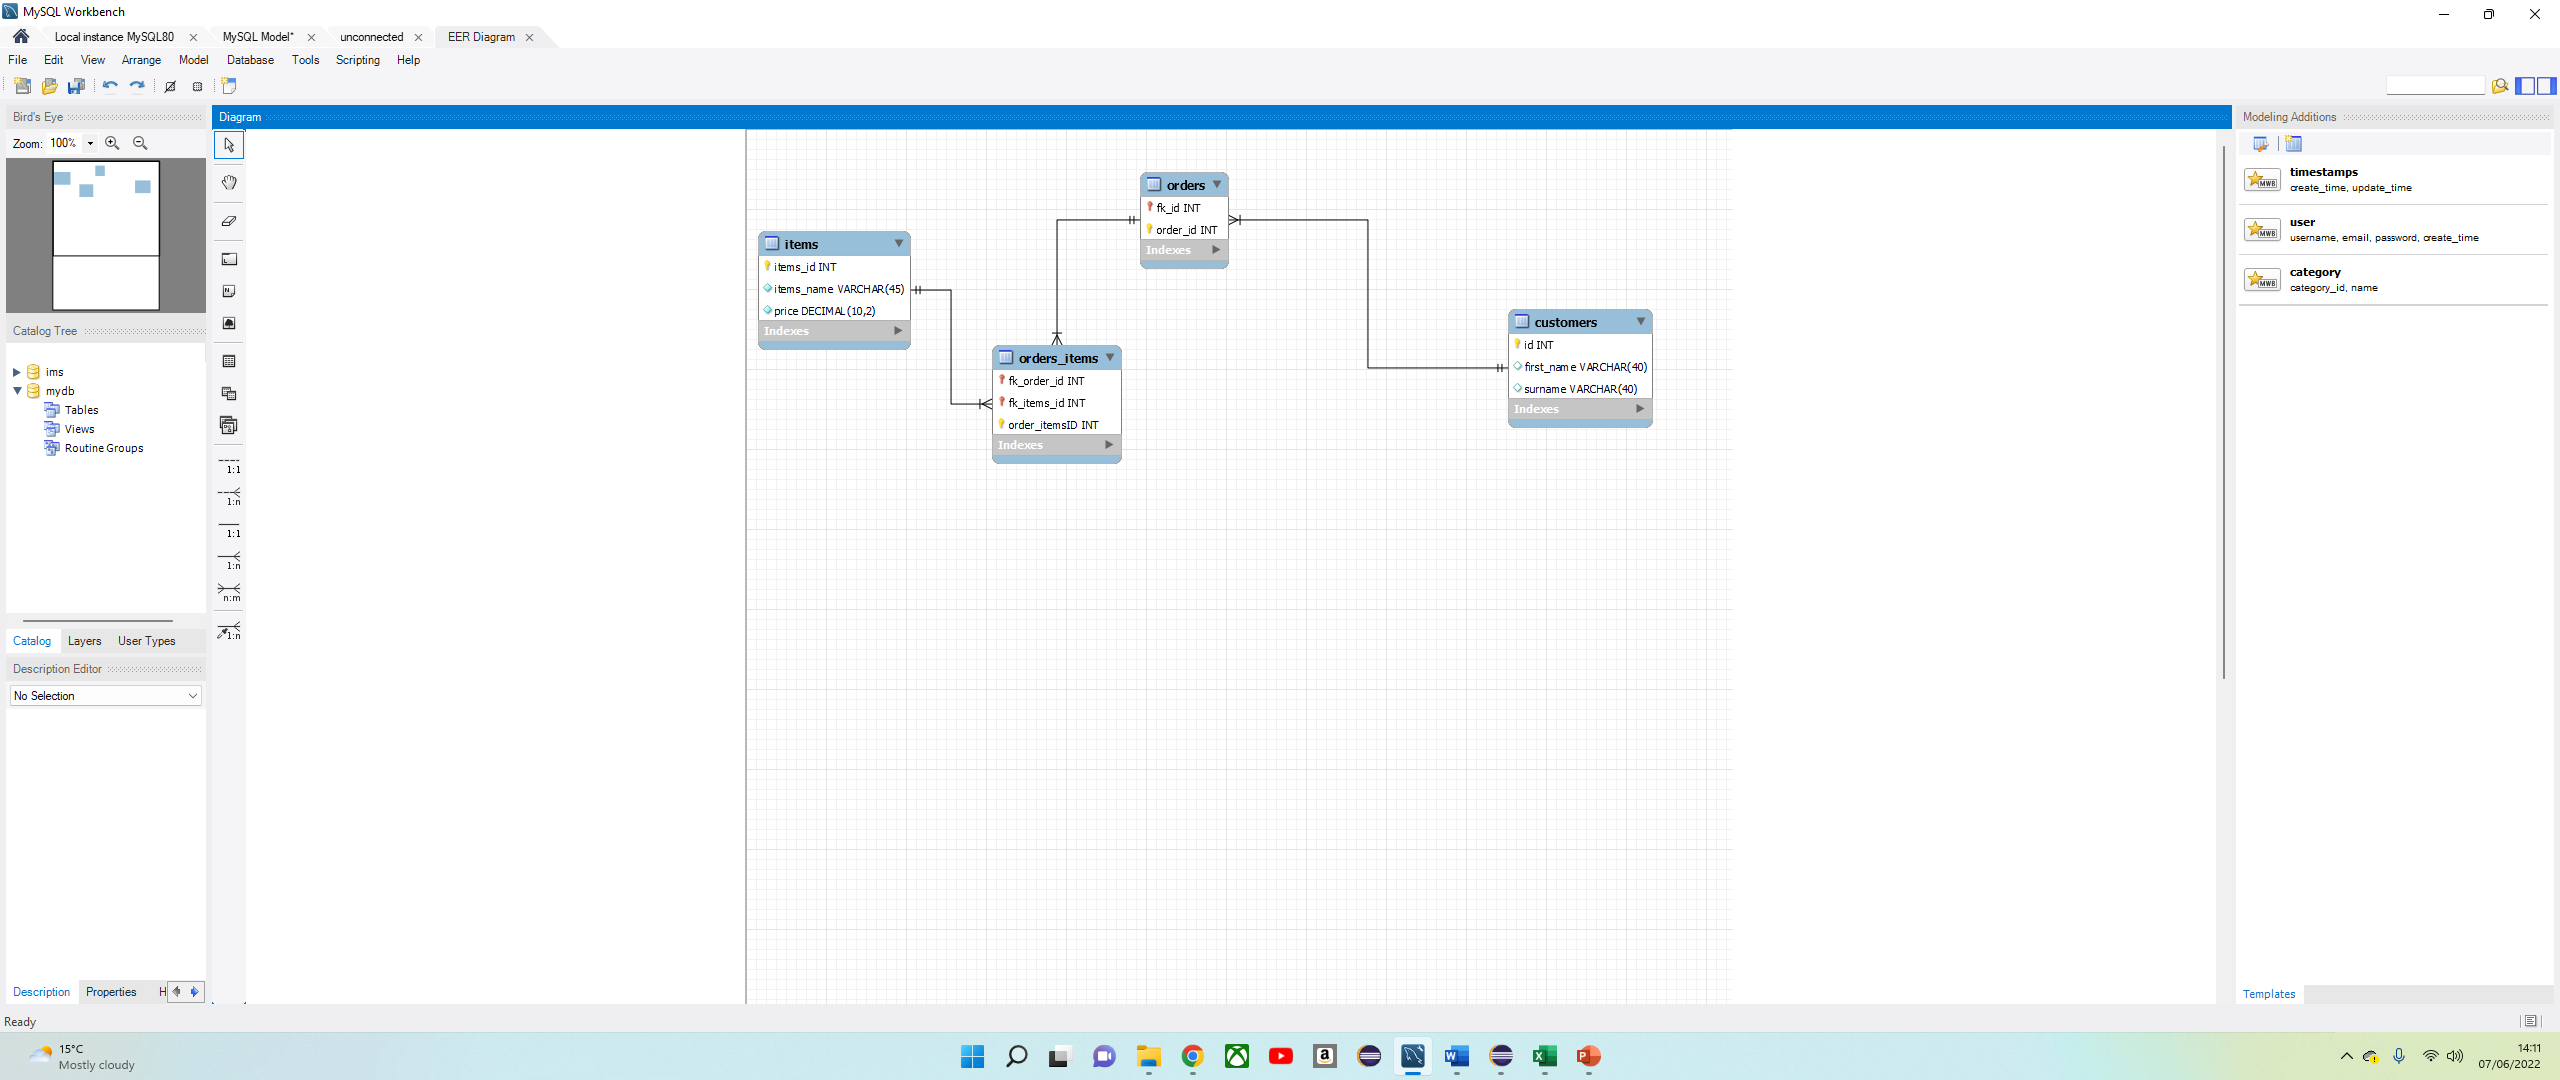 MySQL Workbench
Local instance MySQL80
MySQL Model*
unconnected
EER Diagram
File Edit View Arrange Model Database Tools Scripting Help
Bird's Eye
Zoom: 100%
Catalog Tree
ims
mydb
Tables
Views
Routine Groups
Catalog Layers User Types
Description Editor
No Selection
Description Properties H
Ready
Diagram
1:1
1:n
1:1
1:n
n:m
1:n
items
items_id INT
items_name VARCHAR(45)
price DECIMAL(10,2)
Indexes
orders
fk_id INT
order_id INT
Indexes
orders_items
fk_order_id INT
fk_items_id INT
order_itemsID INT
Indexes
customers
id INT
first_name VARCHAR(40)
surname VARCHAR(40)
Indexes
Modeling Additions
MWB
timestamps
create_time, update_time
MWB
user
username, email, password, create_time
MWB
category
category_id, name
Templates
15°C
Mostly cloudy
14:11
07/06/2022